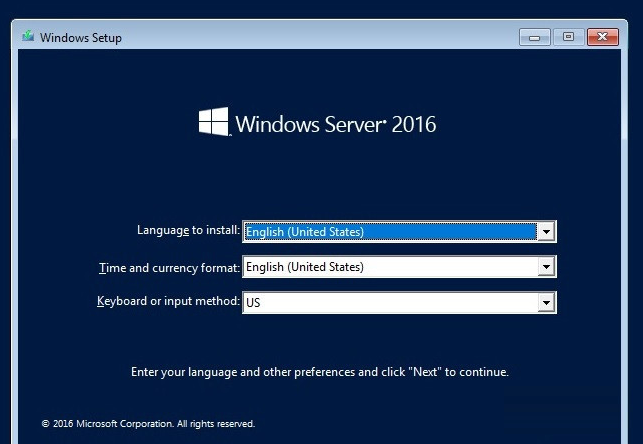 Windows Setup
Windows Server® 2016
Language to install: English (United States)
Time and currency format: English (United States)
Keyboard or input method: US
Enter your language and other preferences and click "Next" to continue.
© 2016 Microsoft Corporation. All rights reserved.